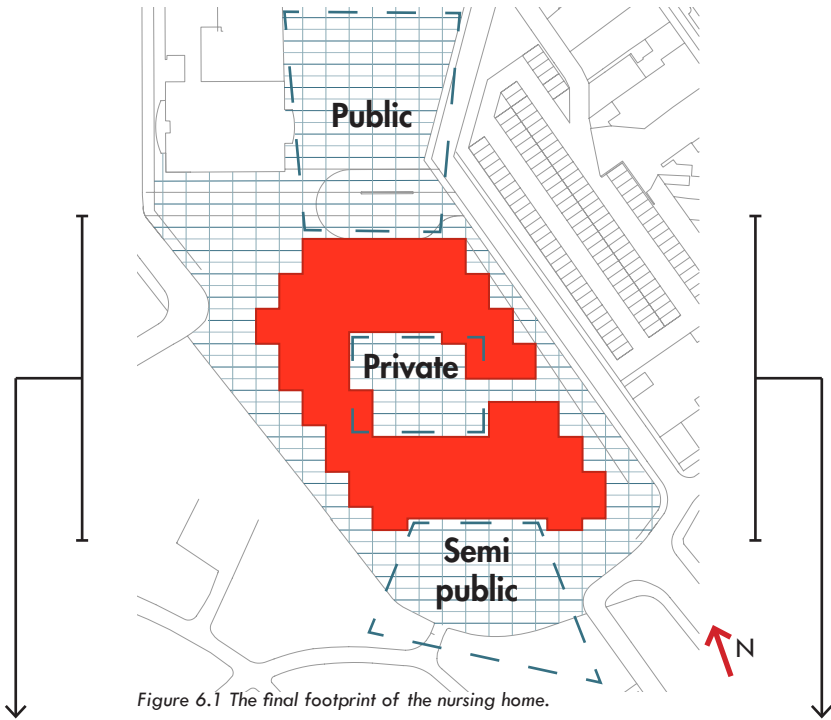 Public
Private
Semi
public
N
Figure 6.1 The final footprint of the nursing home.